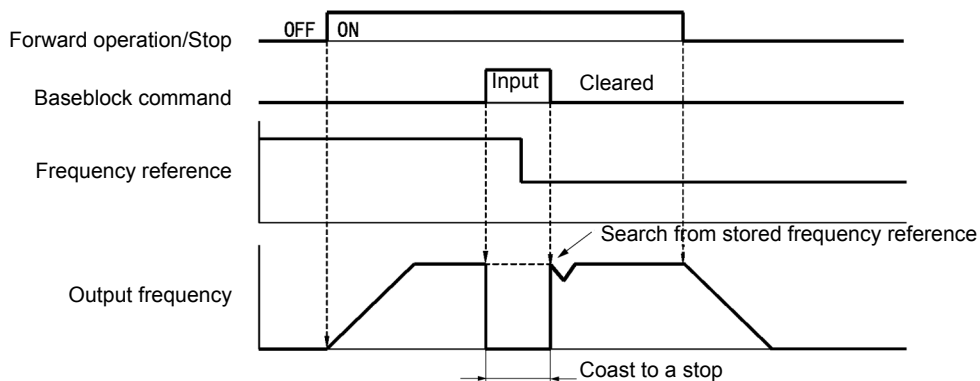 Forward operation/Stop
OFF
ON
Baseblock command
Input
Cleared
Frequency reference
Search from stored frequency reference
Output frequency
Coast to a stop